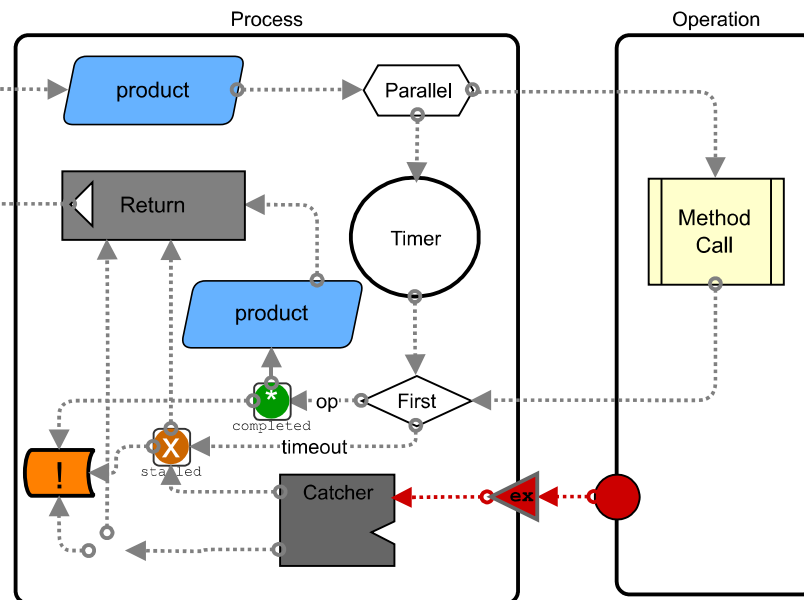 Process
Operation
product
Parallel
Return
Timer
Method
Call
product
*
op
First
completed
X
timeout
stalled
!
Catcher
ex